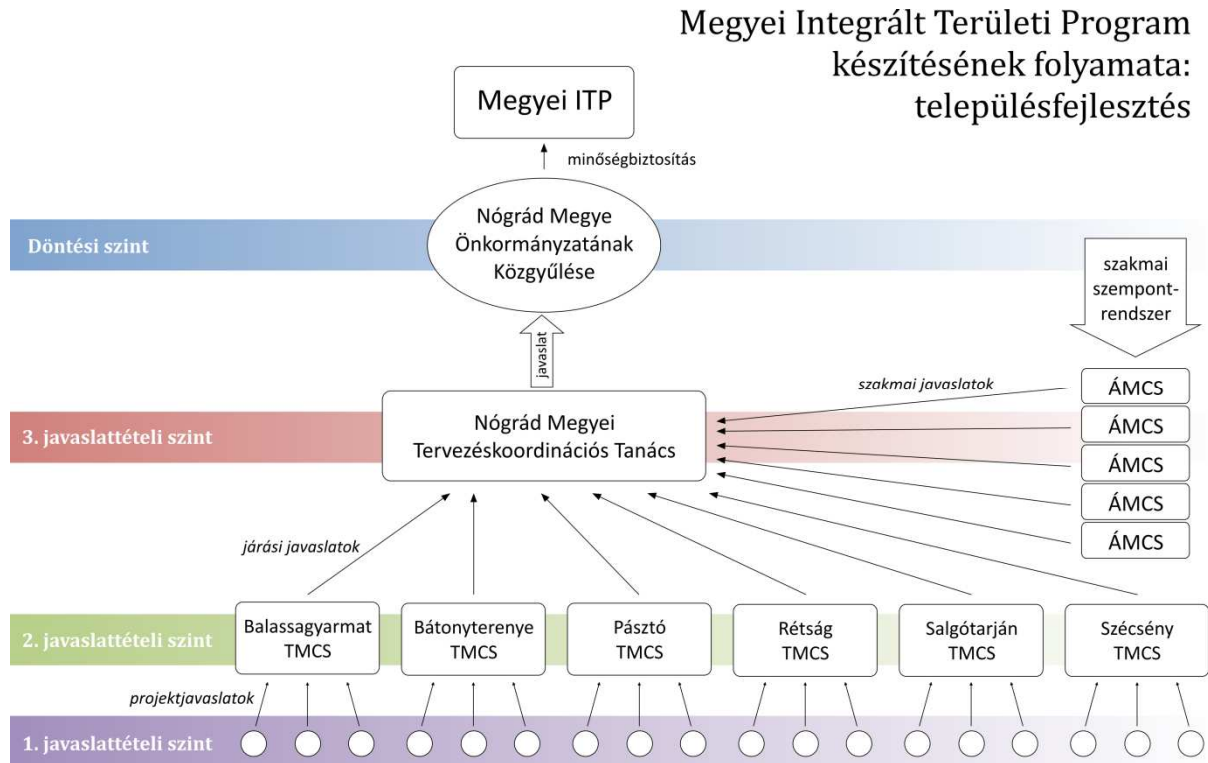 Megyei Integrált Területi Program
készítésének folyamata:
településfejlesztés
Megyei ITP
minőségbiztosítás
Nógrád Megye
Önkormányzatának
Közgyűlése
Döntési szint
szakmai
szempont-
rendszer
javaslat
szakmai javaslatok
ÁMCS
ÁMCS
ÁMCS
ÁMCS
ÁMCS
3. javaslattételi szint
Nógrád Megyei
Tervezéskoordinációs Tanács
járási javaslatok
2. javaslattételi szint
Balassagyarmat
TMCS
Bátonyterenye
TMCS
Pásztó
TMCS
Rétság
TMCS
Salgótarján
TMCS
Szécsény
TMCS
projektjavaslatok
1. javaslattételi szint